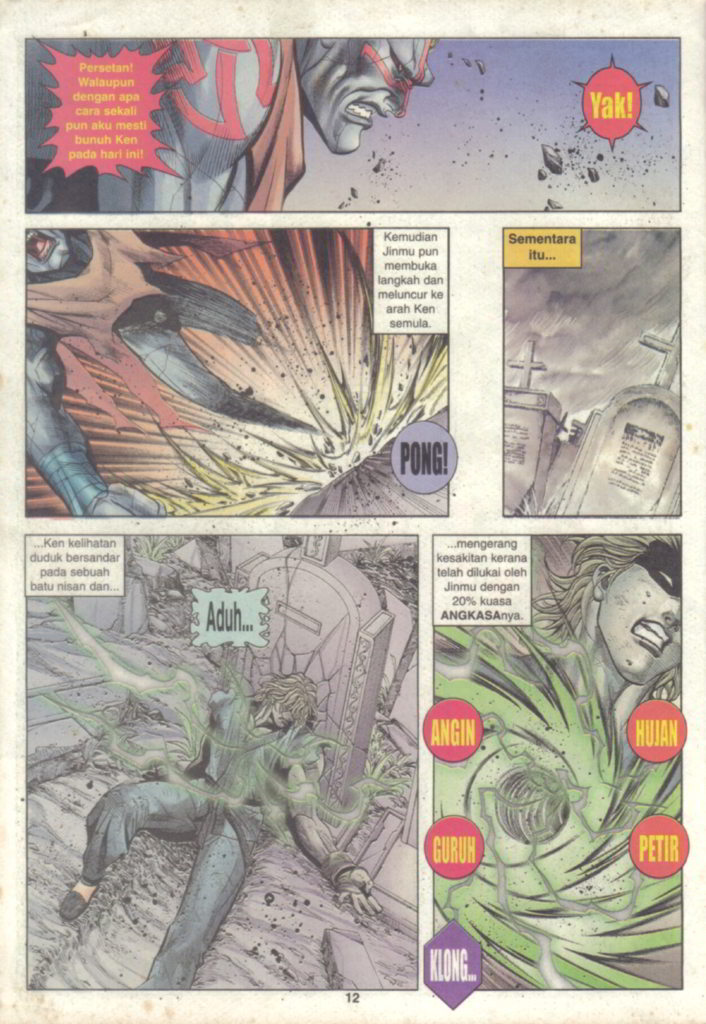 Persetan!
Walaupun
dengan apa
cara sekali
pun aku mesti
bunuh Ken
pada hari ini!
Yak!
Kemudian
Jinmu pun
membuka
langkah dan
meluncur ke
arah Ken
semula.
PONG!
Sementara
itu...
...Ken kelihatan
duduk bersandar
pada sebuah
batu nisan dan...
Aduh...
...mengerang
kesakitan kerana
telah dilukai oleh
Jinmu dengan
20% kuasa
ANGKASAnya.
ANGIN
HUJAN
GURUH
PETIR
KLONG...
12